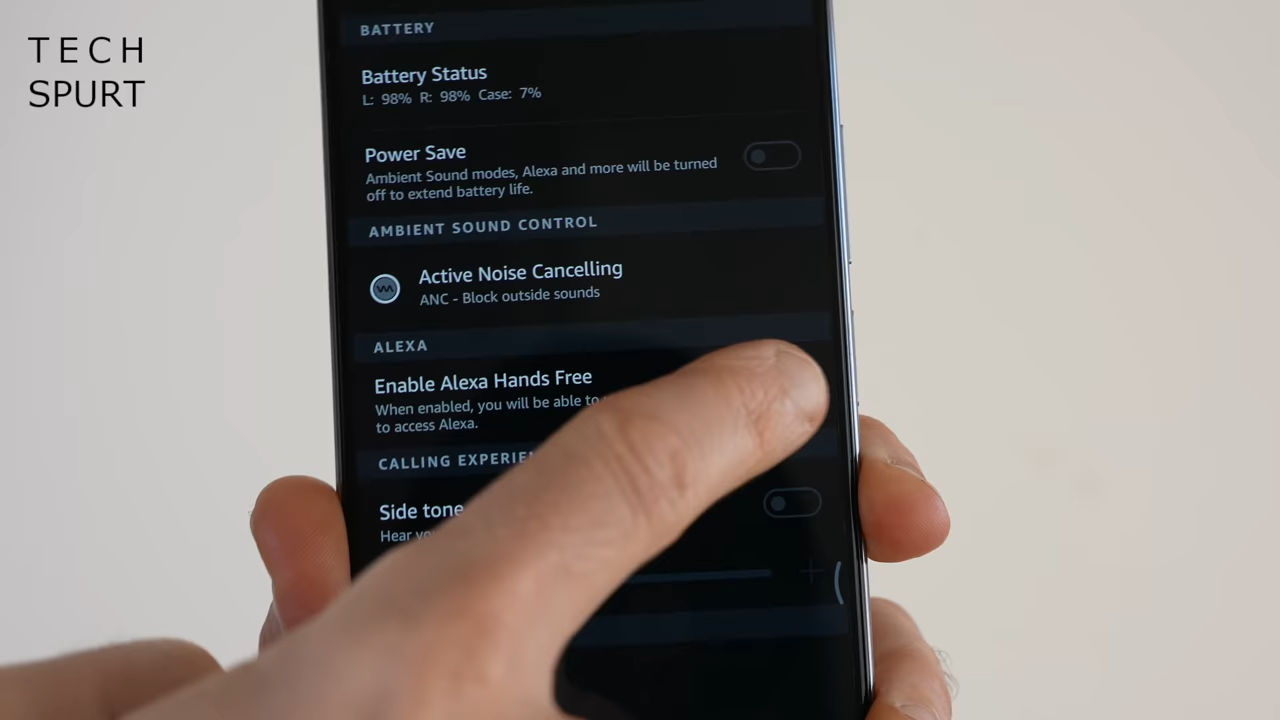 TECH
SPURT
BATTERY
Battery Status
L: 98% R: 98% Case: 7%
Power Save
Ambient Sound modes, Alexa and more will be turned
off to extend battery life.
AMBIENT SOUND CONTROL
Active Noise Cancelling
ANC - Block outside sounds
ALEXA
Enable Alexa Hands Free
When enabled, you will be able to
to access Alexa.
CALLING
Side tone
Hear